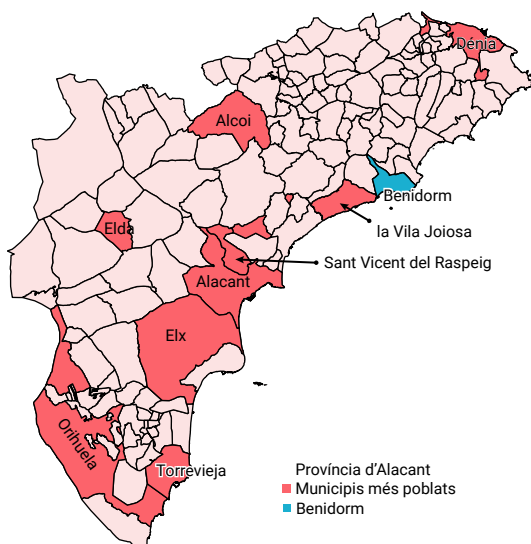 Dénia
Alcoi
Benidorm
Elda
la Vila Joiosa
Sant Vicent del Raspeig
Alacant
Elx
Orihuela
Torrevieja
Província d'Alacant
Municipis més poblats
Benidorm